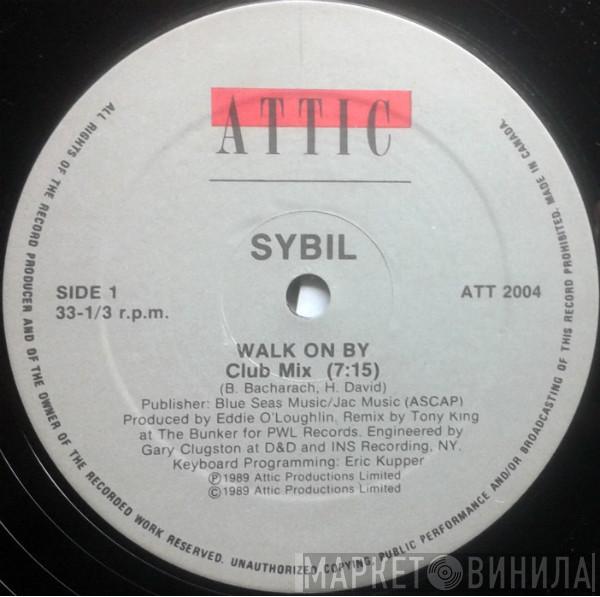 ATTIC
SYBIL
SIDE 1
33-1/3 r.p.m.
ATT 2004
WALK ON BY
Club Mix (7:15)
(B. Bacharach, H. David)
Publisher: Blue Seas Music/Jac Music (ASCAP)
Produced by Eddie O'Loughlin. Remix by Tony King
at The Bunker for PWL Records. Engineered by
Gary Clugston at D&D and INS Recording, NY.
Keyboard Programming: Eric Kupper
Ⓟ1989 Attic Productions Limited
©1989 Attic Productions Limited
ALL RIGHTS OF THE RECORD PRODUCER AND OF THE OWNER OF THE RECORDED WORK RESERVED. UNAUTHORIZED COPYING, PUBLIC PERFORMANCE AND/OR BROADCASTING OF THIS RECORD PROHIBITED. MADE IN CANADA.
МАРКЕТ ВИНИЛА